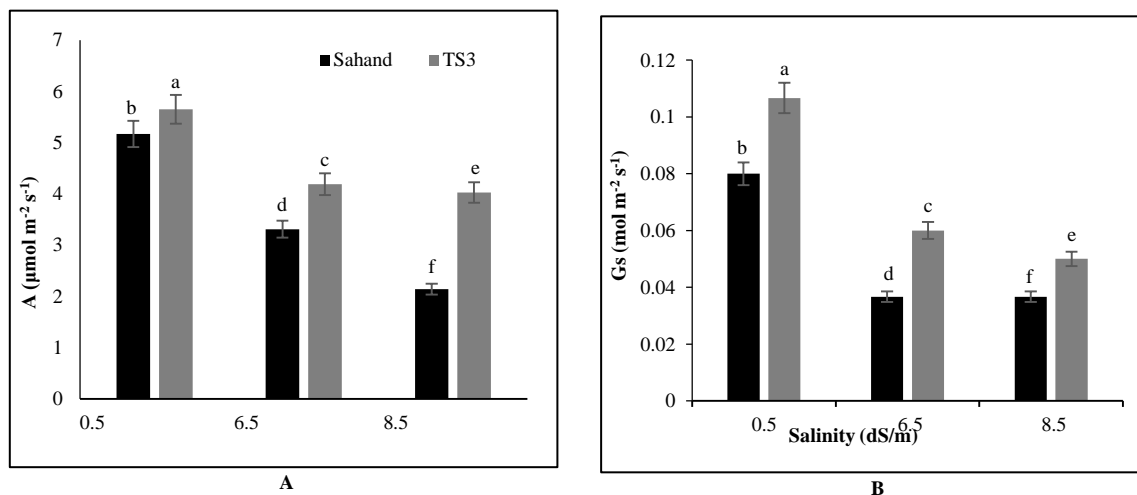 7
6
5
4
3
2
1
0
A (µmol m⁻² s⁻¹)
Sahand
TS3
b
a
d
c
f
e
0.5
6.5
8.5
A
0.12
0.1
0.08
0.06
0.04
0.02
0
Gs (mol m⁻² s⁻¹)
b
a
d
c
f
e
0.5
6.5
8.5
Salinity (dS/m)
B